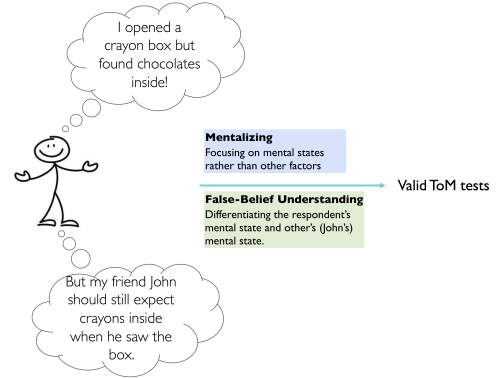 I opened a
crayon box but
found chocolates
inside!
Mentalizing
Focusing on mental states
rather than other factors
Valid ToM tests
False-Belief Understanding
Differentiating the respondent's
mental state and other's (John's)
mental state.
But my friend John
should still expect
crayons inside
when he saw the
box.